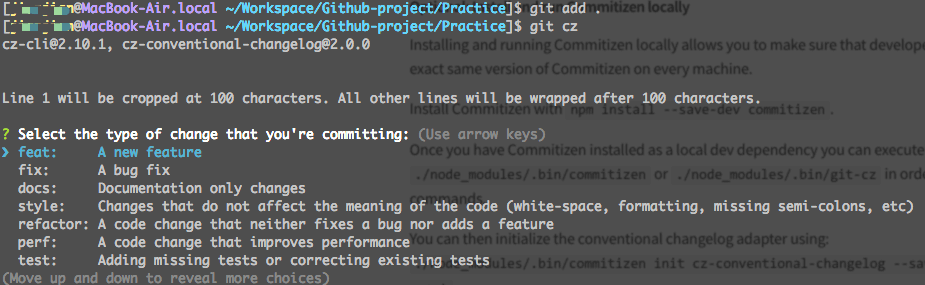 @MacBook-Air.local ~/Workspace/Github-project/Practice]$ git add .
@MacBook-Air.local ~/Workspace/Github-project/Practice]$ git cz
cz-cli@2.10.1, cz-conventional-changelog@2.0.0
locally
Installing and running Commitizen locally allows you to make sure that develope
exact same version of Commitizen on every machine.
Line 1 will be cropped at 100 characters. All other lines will be wrapped after 100 characters.
Install Commitizen with npm install --save-dev commitizen .
? Select the type of change that you're committing: (Use arrow keys)
❯ feat: A new feature
Once you have Commitizen installed as a local dev dependency you can execute
fix: A bug fix
./node_modules/.bin/commitizen or ./node_modules/.bin/git-cz in orde
docs: Documentation only changes
commands.
style: Changes that do not affect the meaning of the code (white-space, formatting, missing semi-colons, etc)
refactor: A code change that neither fixes a bug nor adds a feature
perf: A code change that improves performance
You can then initialize the conventional changelog adapter using:
test: Adding missing tests or correcting existing tests
./node_modules/.bin/commitizen init cz-conventional-changelog --sa
(Move up and down to reveal more choices)